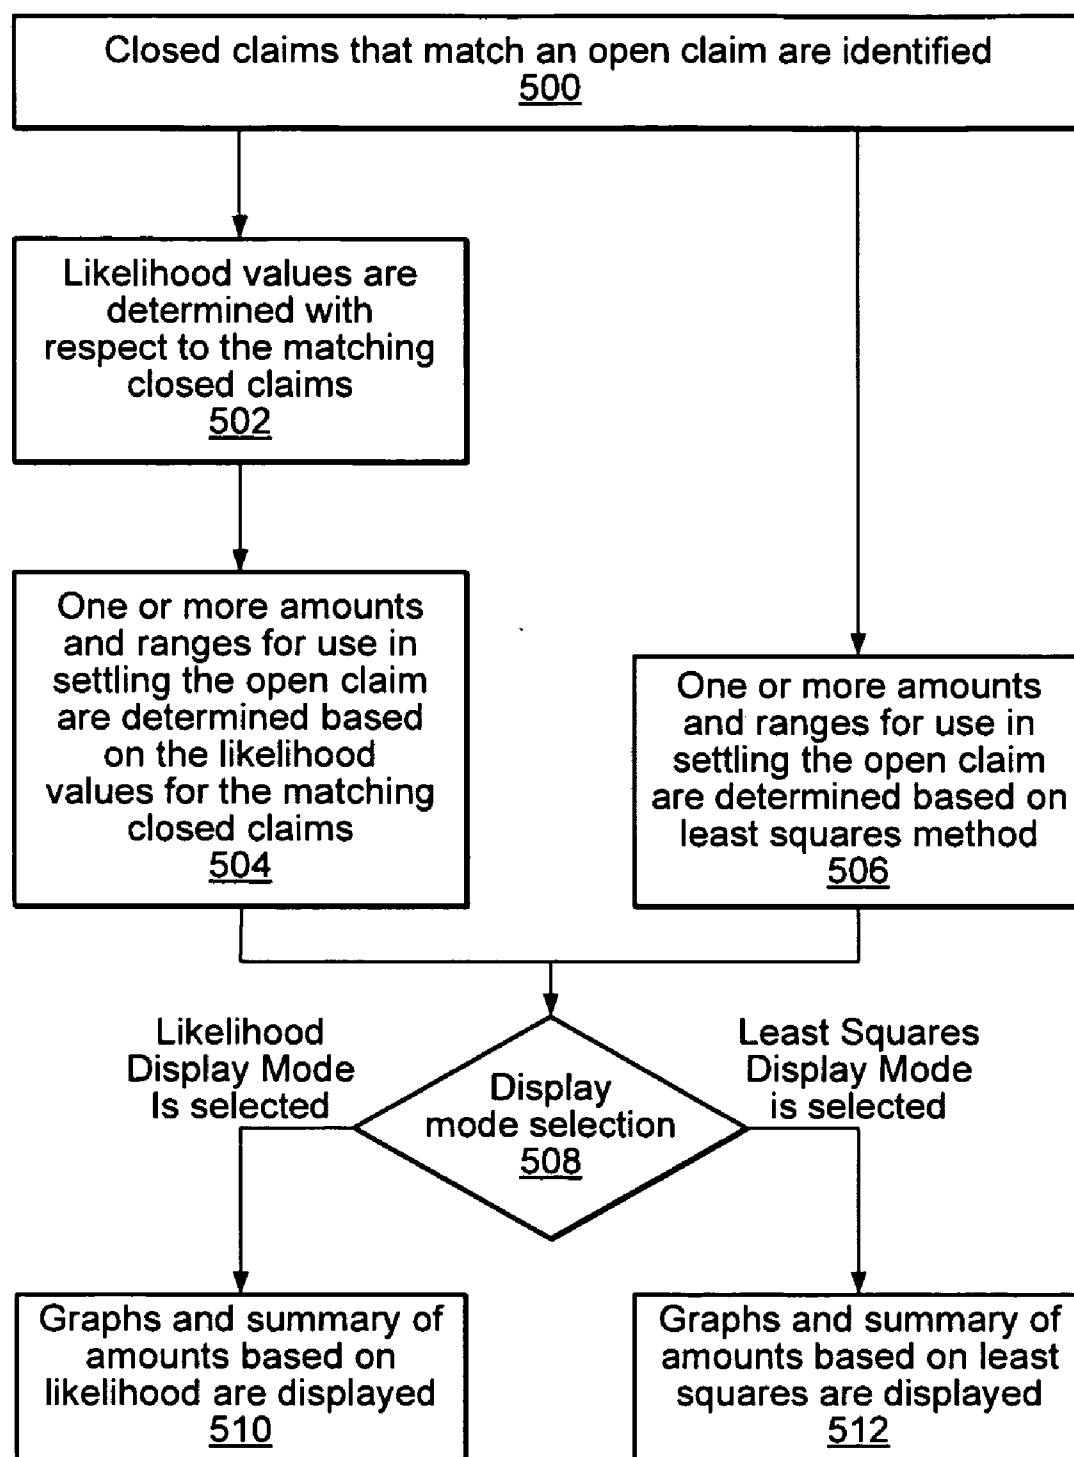 Closed claims that match an open claim are identified
500
Likelihood values are
determined with
respect to the matching
closed claims
502
One or more amounts
and ranges for use in
settling the open claim
are determined based
on the likelihood
values for the matching
closed claims
504
One or more amounts
and ranges for use in
settling the open claim
are determined based on
least squares method
506
Likelihood
Display Mode
Is selected
Display
mode selection
508
Least Squares
Display Mode
is selected
Graphs and summary of
amounts based on
likelihood are displayed
510
Graphs and summary of
amounts based on least
squares are displayed
512